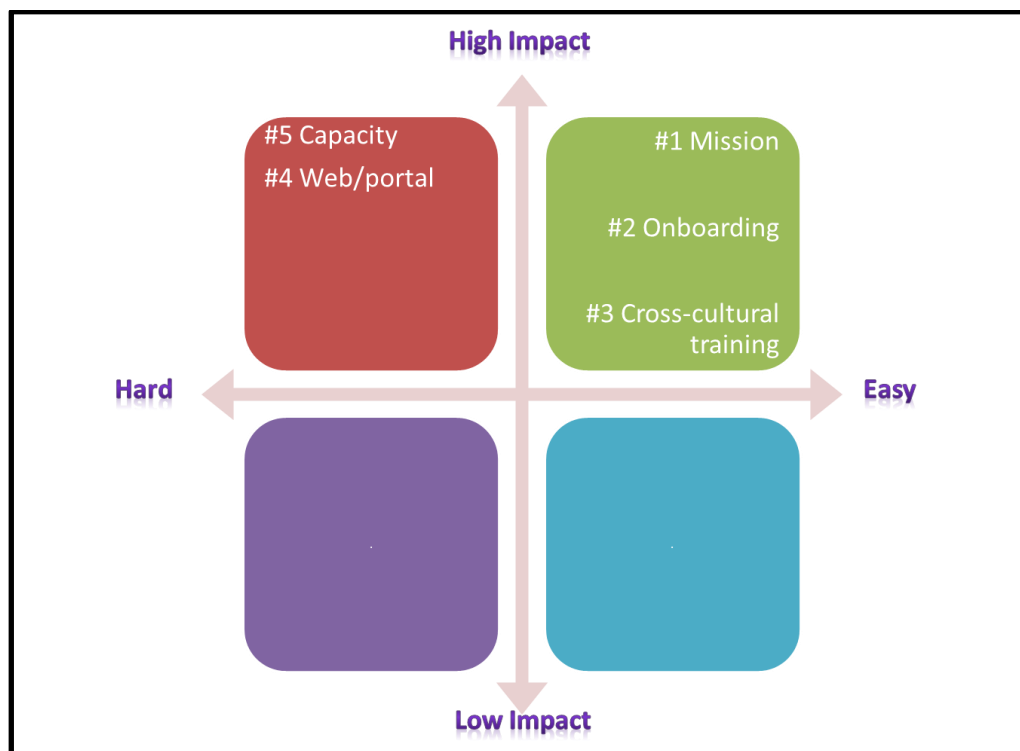 High Impact
#5 Capacity
#4 Web/portal
#1 Mission
#2 Onboarding
#3 Cross-cultural
training
Hard
Easy
.
.
Low Impact